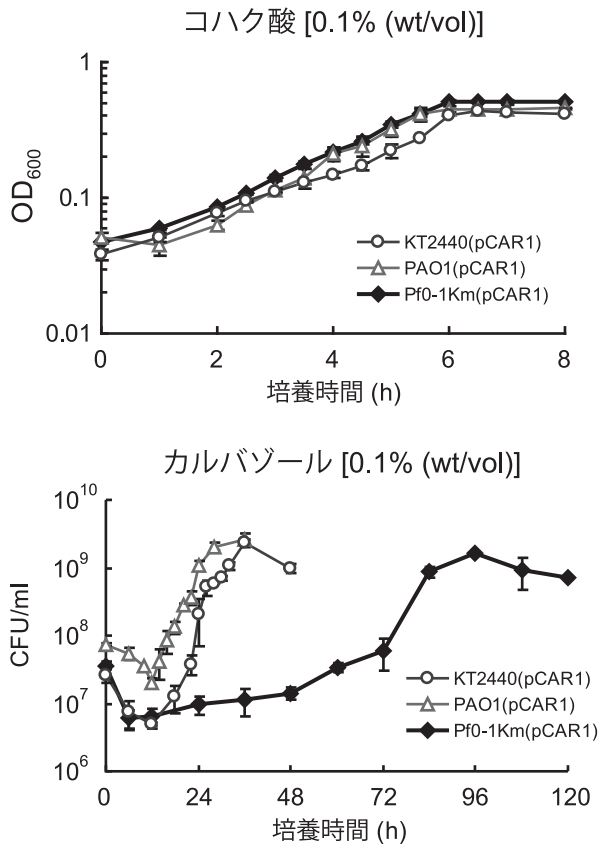 コハク酸 [0.1% (wt/vol)]
1
0.1
0.01
OD600
KT2440(pCAR1)
PAO1(pCAR1)
Pf0-1Km(pCAR1)
0 2 4 6 8
培養時間 (h)
カルバゾール [0.1% (wt/vol)]
10^10
10^9
10^8
10^7
10^6
CFU/ml
KT2440(pCAR1)
PAO1(pCAR1)
Pf0-1Km(pCAR1)
0 24 48 72 96 120
培養時間 (h)